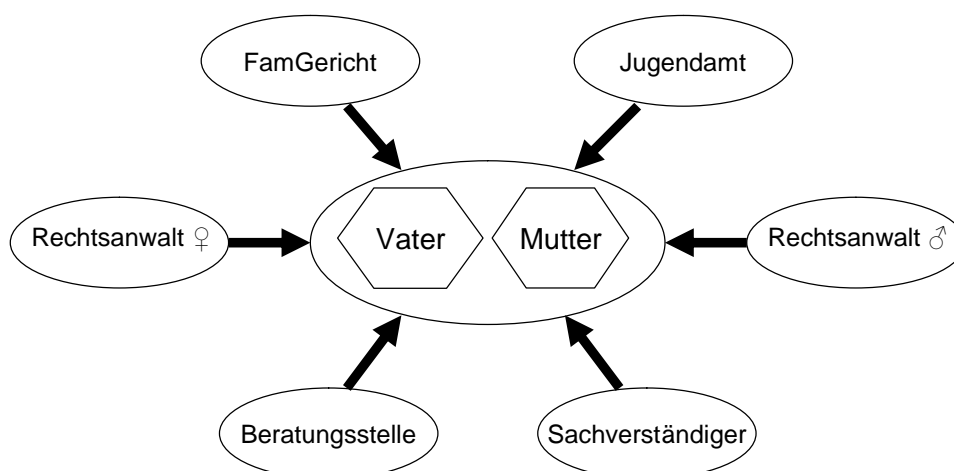 FamGericht
Jugendamt
Rechtsanwalt ♀
Vater
Mutter
Rechtsanwalt ♂
Beratungsstelle
Sachverständiger